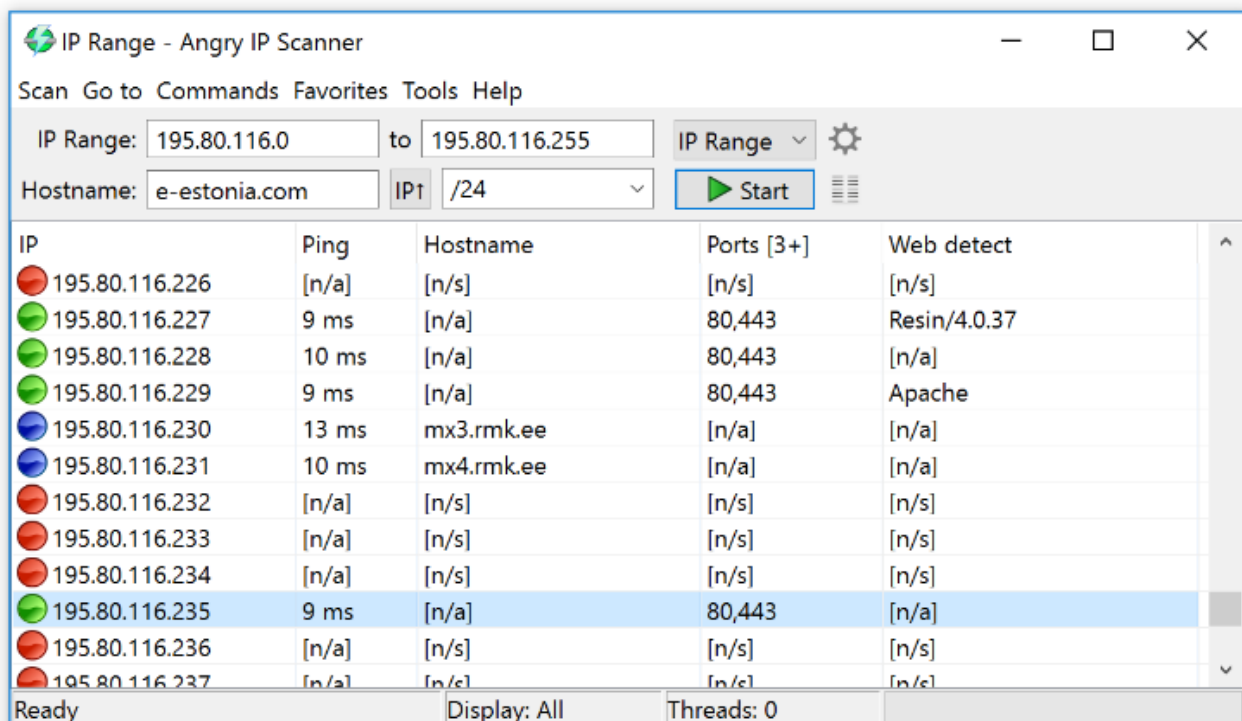 IP Range - Angry IP Scanner
Scan Go to Commands Favorites Tools Help
IP Range: 195.80.116.0 to 195.80.116.255 IP Range
Hostname: e-estonia.com IP↑ /24 Start
IP Ping Hostname Ports [3+] Web detect
195.80.116.226 [n/a] [n/s] [n/s] [n/s]
195.80.116.227 9 ms [n/a] 80,443 Resin/4.0.37
195.80.116.228 10 ms [n/a] 80,443 [n/a]
195.80.116.229 9 ms [n/a] 80,443 Apache
195.80.116.230 13 ms mx3.rmk.ee [n/a] [n/a]
195.80.116.231 10 ms mx4.rmk.ee [n/a] [n/a]
195.80.116.232 [n/a] [n/s] [n/s] [n/s]
195.80.116.233 [n/a] [n/s] [n/s] [n/s]
195.80.116.234 [n/a] [n/s] [n/s] [n/s]
195.80.116.235 9 ms [n/a] 80,443 [n/a]
195.80.116.236 [n/a] [n/s] [n/s] [n/s]
195.80.116.237 [n/a] [n/s] [n/s] [n/s]
Ready Display: All Threads: 0